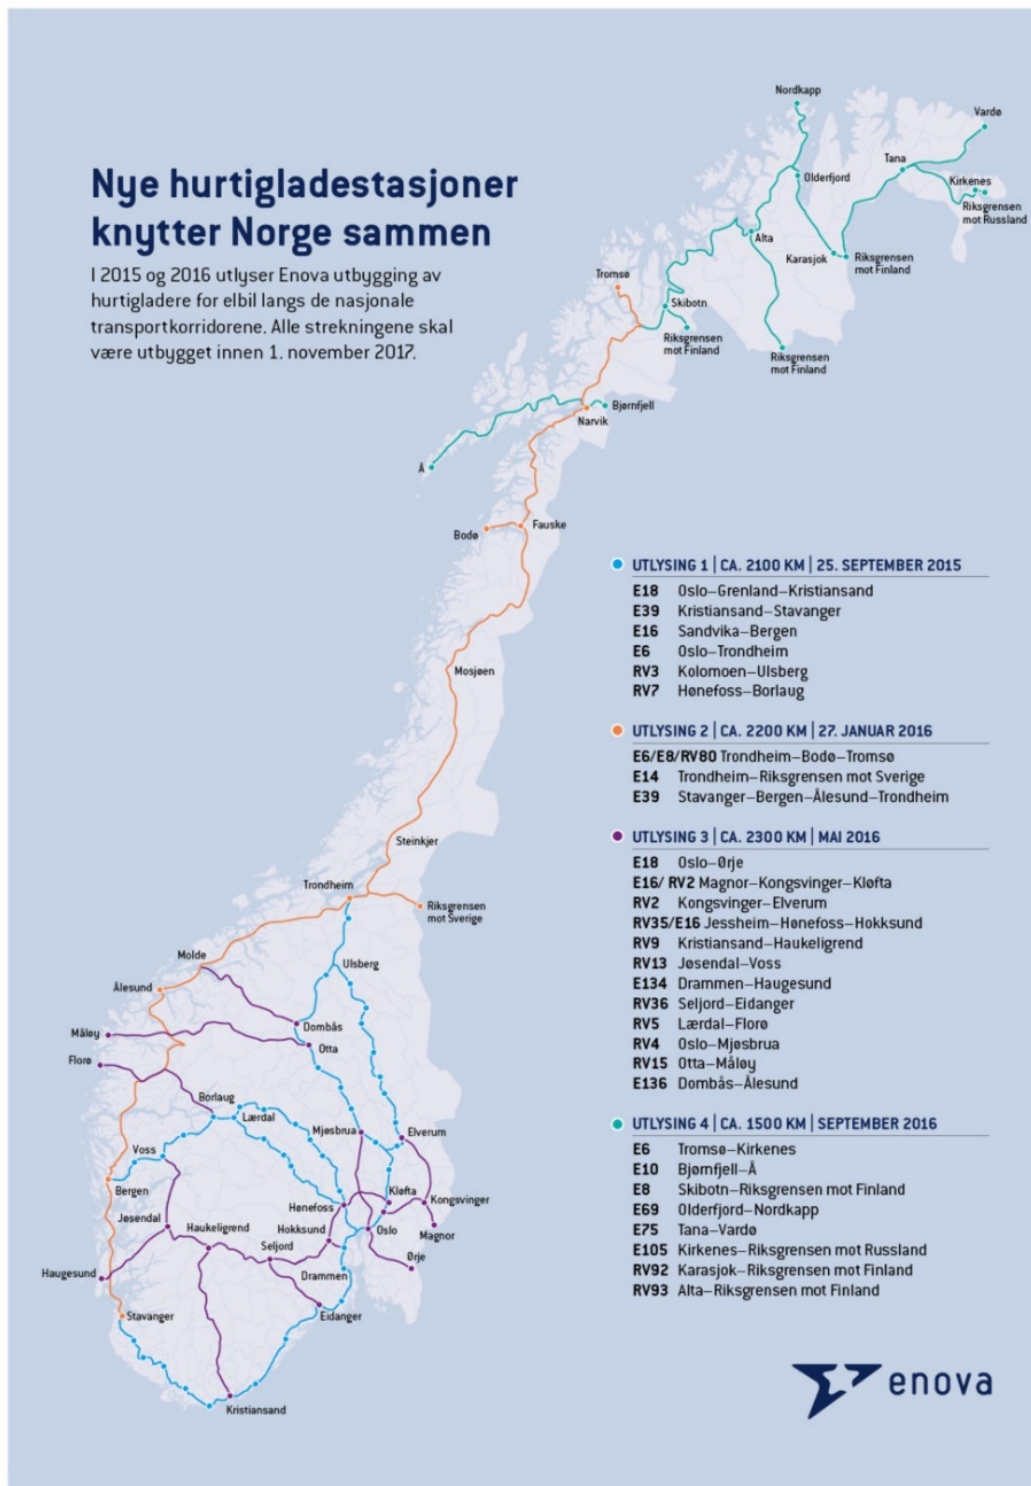 Nye hurtigladestasjoner
knytter Norge sammen
I 2015 og 2016 utlyser Enova utbygging av
hurtigladere for elbil langs de nasjonale
transportkorridorene. Alle strekningene skal
være utbygget innen 1. november 2017.
Nordkapp
Vardø
Tana
Olderfjord
Kirkenes
Riksgrensen
mot Russland
Alta
Karasjok
Riksgrensen
mot Finland
Tromsø
Skibotn
Riksgrensen
mot Finland
Riksgrensen
mot Finland
Bjørnfjell
Narvik
Å
Bodø
Fauske
Mosjøen
Steinkjer
Trondheim
Riksgrensen
mot Sverige
Molde
Ulsberg
Ålesund
Måløy
Dombås
Otta
Florø
Borlaug
Lærdal
Mjøsbrua
Elverum
Voss
Bergen
Hønefoss
Kløfta
Kongsvinger
Jøsendal
Haukeligrend
Hokksund
Oslo
Magnor
Seljord
Ørje
Haugesund
Drammen
Stavanger
Eidanger
Kristiansand
UTLYSING 1 | CA. 2100 KM | 25. SEPTEMBER 2015
E18 Oslo–Grenland–Kristiansand
E39 Kristiansand–Stavanger
E16 Sandvika–Bergen
E6 Oslo–Trondheim
RV3 Kolomoen–Ulsberg
RV7 Hønefoss–Borlaug
UTLYSING 2 | CA. 2200 KM | 27. JANUAR 2016
E6/E8/RV80 Trondheim–Bodø–Tromsø
E14 Trondheim–Riksgrensen mot Sverige
E39 Stavanger–Bergen–Ålesund–Trondheim
UTLYSING 3 | CA. 2300 KM | MAI 2016
E18 Oslo–Ørje
E16/ RV2 Magnor–Kongsvinger–Kløfta
RV2 Kongsvinger–Elverum
RV35/E16 Jessheim–Hønefoss–Hokksund
RV9 Kristiansand–Haukeligrend
RV13 Jøsendal–Voss
E134 Drammen–Haugesund
RV36 Seljord–Eidanger
RV5 Lærdal–Florø
RV4 Oslo–Mjøsbrua
RV15 Otta–Måløy
E136 Dombås–Ålesund
UTLYSING 4 | CA. 1500 KM | SEPTEMBER 2016
E6 Tromsø–Kirkenes
E10 Bjørnfjell–Å
E8 Skibotn–Riksgrensen mot Finland
E69 Olderfjord–Nordkapp
E75 Tana–Vardø
E105 Kirkenes–Riksgrensen mot Russland
RV92 Karasjok–Riksgrensen mot Finland
RV93 Alta–Riksgrensen mot Finland
enova